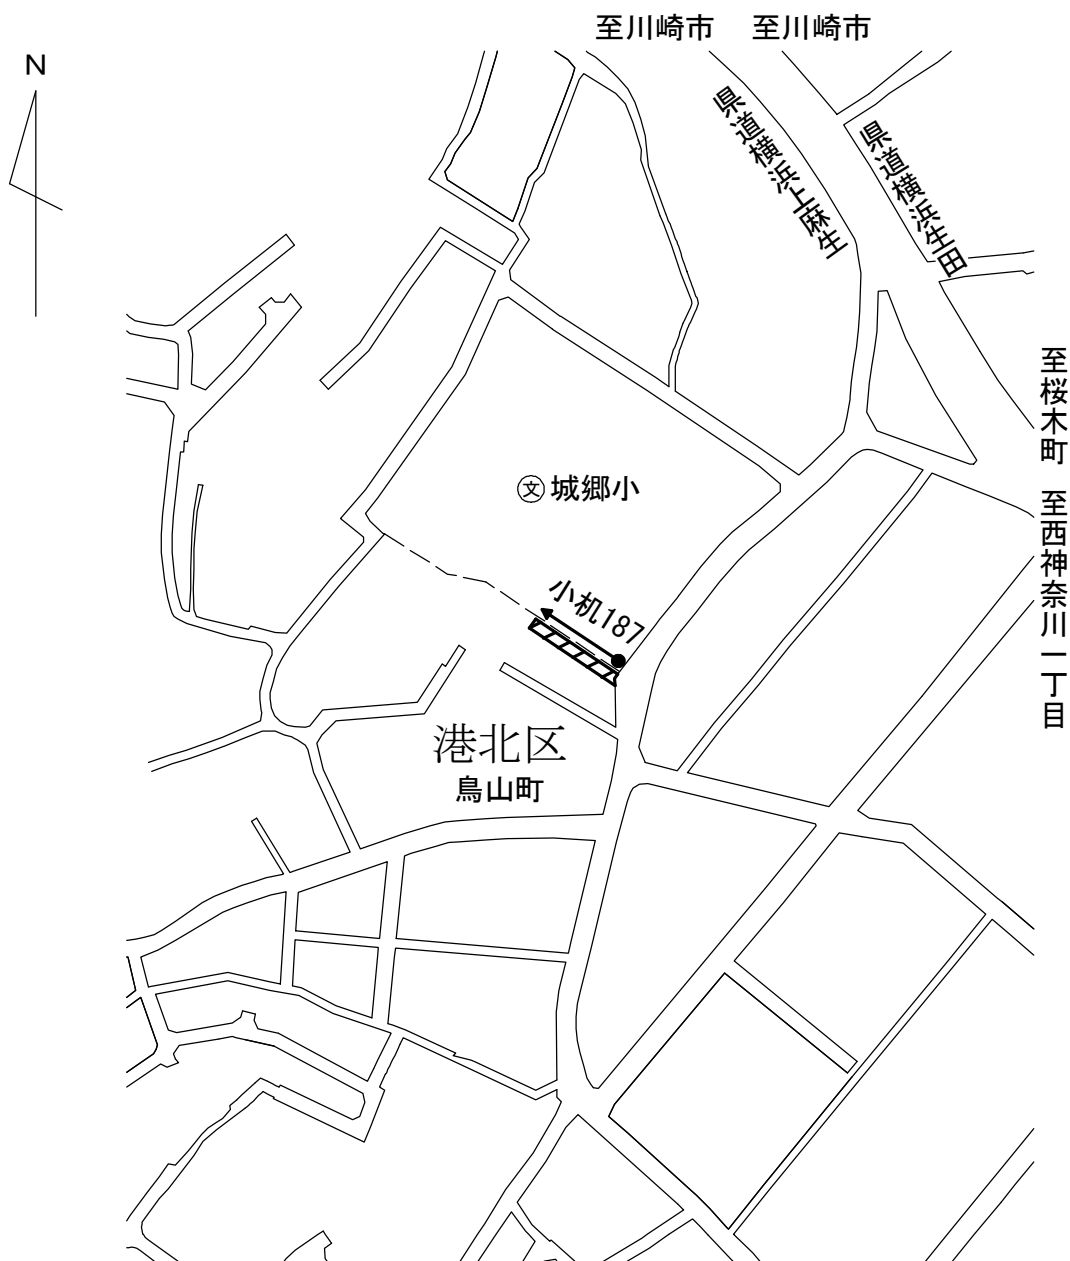 至川崎市 至川崎市
N
県道横浜上麻生
県道横浜生田
至桜木町 至西神奈川一丁目
文 城郷小
小机187
港北区
鳥山町